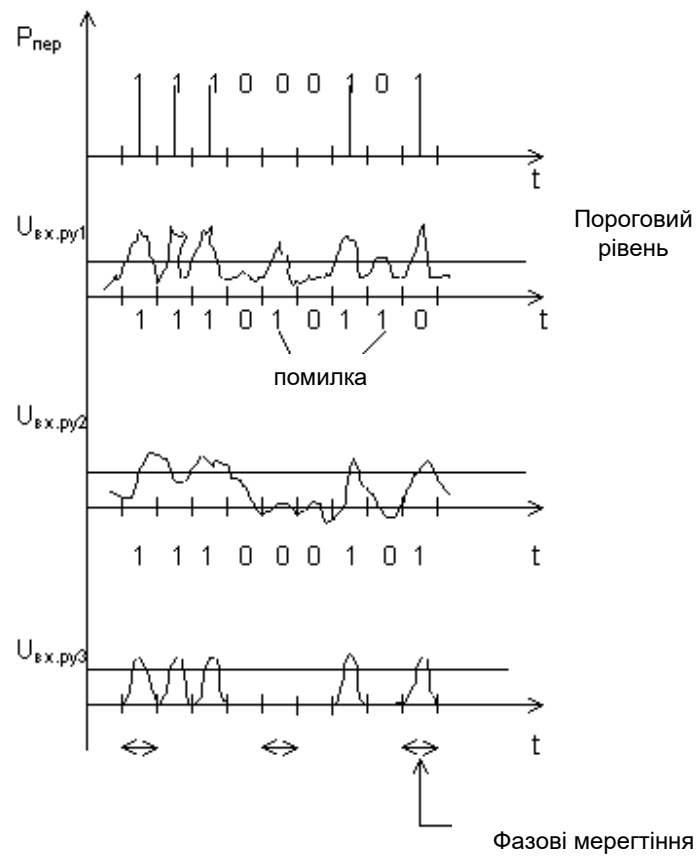 Pпер
1 1 1 0 0 0 1 0 1
t
Uвх.ру1
Пороговий
рівень
1 1 1 0 1 0 1 1 0
t
помилка
Uвх.ру2
1 1 1 0 0 0 1 0 1
t
Uвх.ру3
t
Фазові мерегтіння